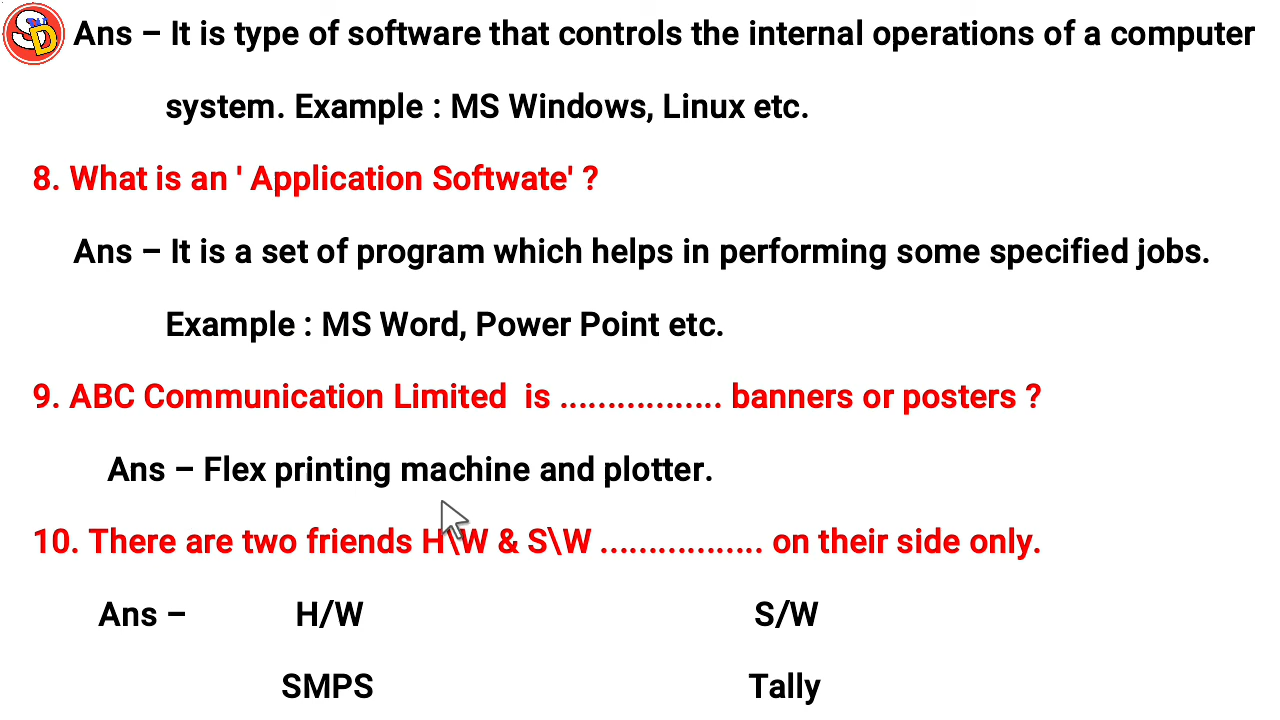 Ans – It is type of software that controls the internal operations of a computer
system. Example : MS Windows, Linux etc.
8. What is an ' Application Softwate' ?
Ans – It is a set of program which helps in performing some specified jobs.
Example : MS Word, Power Point etc.
9. ABC Communication Limited  is ................. banners or posters ?
Ans – Flex printing machine and plotter.
10. There are two friends H\W & S\W ................. on their side only.
Ans – H/W S/W
SMPS Tally